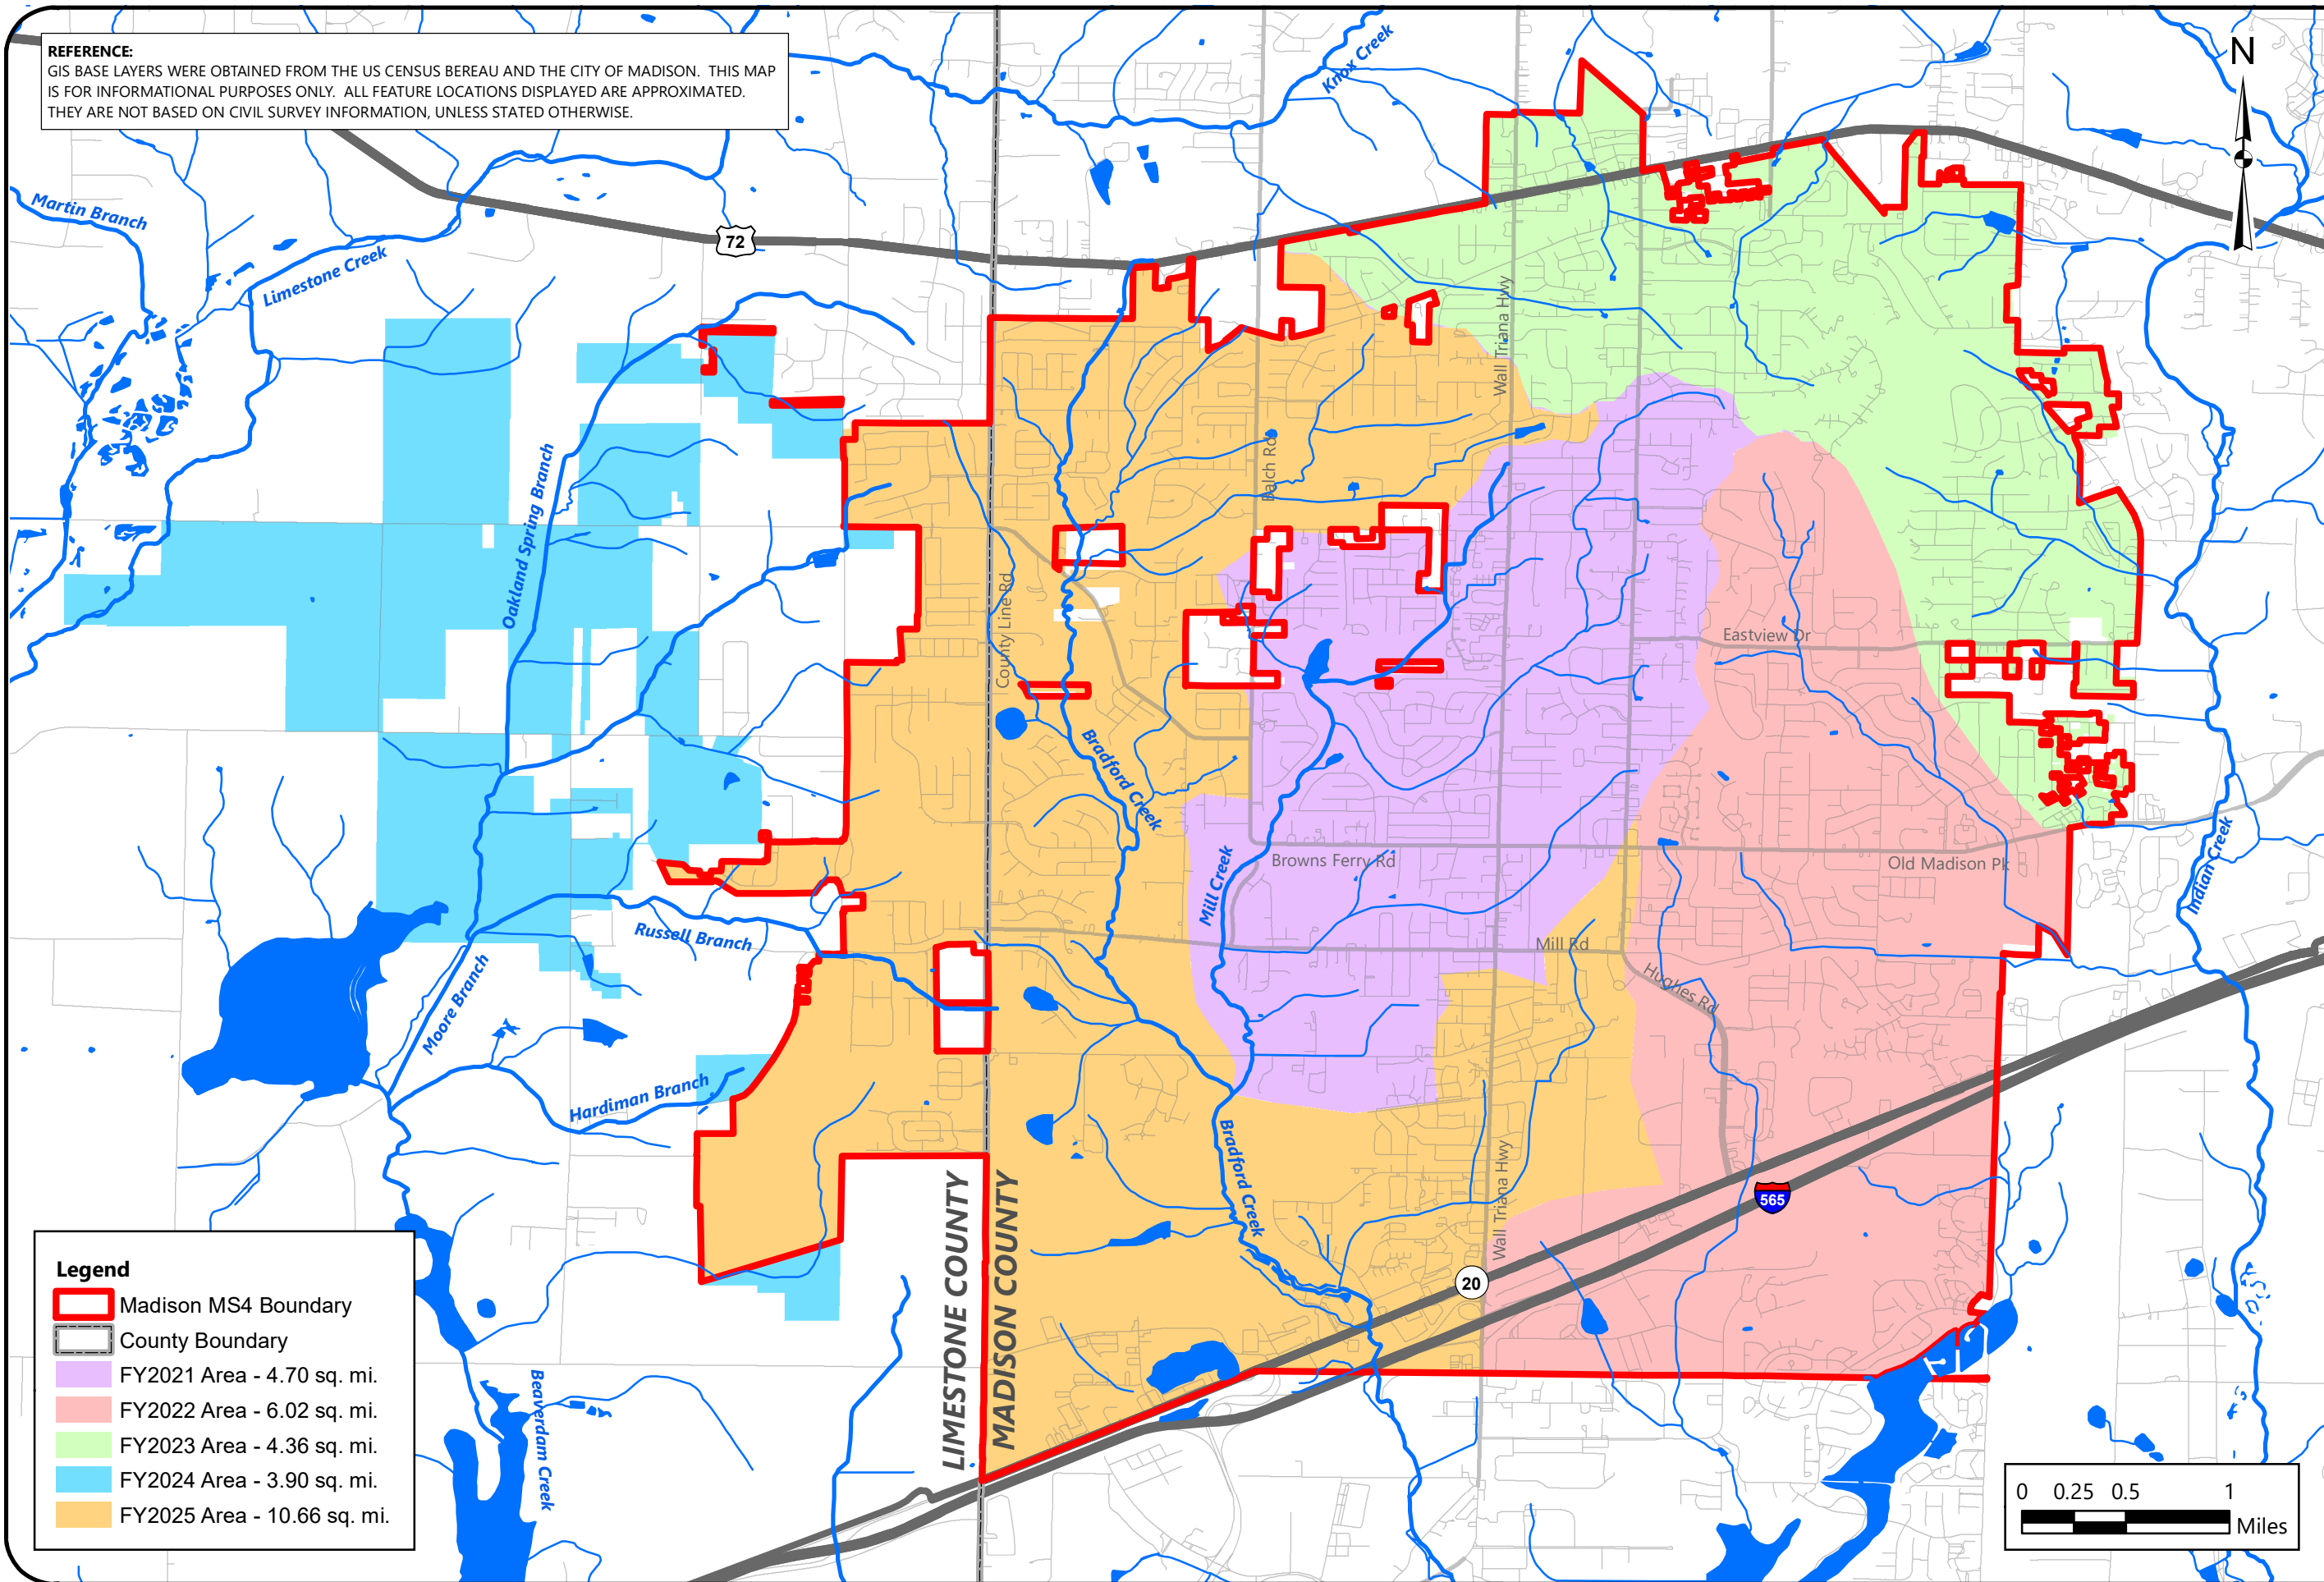 REFERENCE:
GIS BASE LAYERS WERE OBTAINED FROM THE US CENSUS BEREAU AND THE CITY OF MADISON. THIS MAP
IS FOR INFORMATIONAL PURPOSES ONLY. ALL FEATURE LOCATIONS DISPLAYED ARE APPROXIMATED.
THEY ARE NOT BASED ON CIVIL SURVEY INFORMATION, UNLESS STATED OTHERWISE.
N
Knox Creek
Martin Branch
Limestone Creek
72
Wall Triana Hwy
Balch Rd
Oakland Spring Branch
County Line Rd
Eastview Dr
Bradford Creek
Mill Creek
Browns Ferry Rd
Old Madison Pk
Indian Creek
Russell Branch
Mill Rd
Hughes Rd
Moore Branch
Hardiman Branch
Bradford Creek
Wall Triana Hwy
565
20
LIMESTONE COUNTY
MADISON COUNTY
Beaverdam Creek
Legend
Madison MS4 Boundary
County Boundary
FY2021 Area - 4.70 sq. mi.
FY2022 Area - 6.02 sq. mi.
FY2023 Area - 4.36 sq. mi.
FY2024 Area - 3.90 sq. mi.
FY2025 Area - 10.66 sq. mi.
0 0.25 0.5 1
Miles